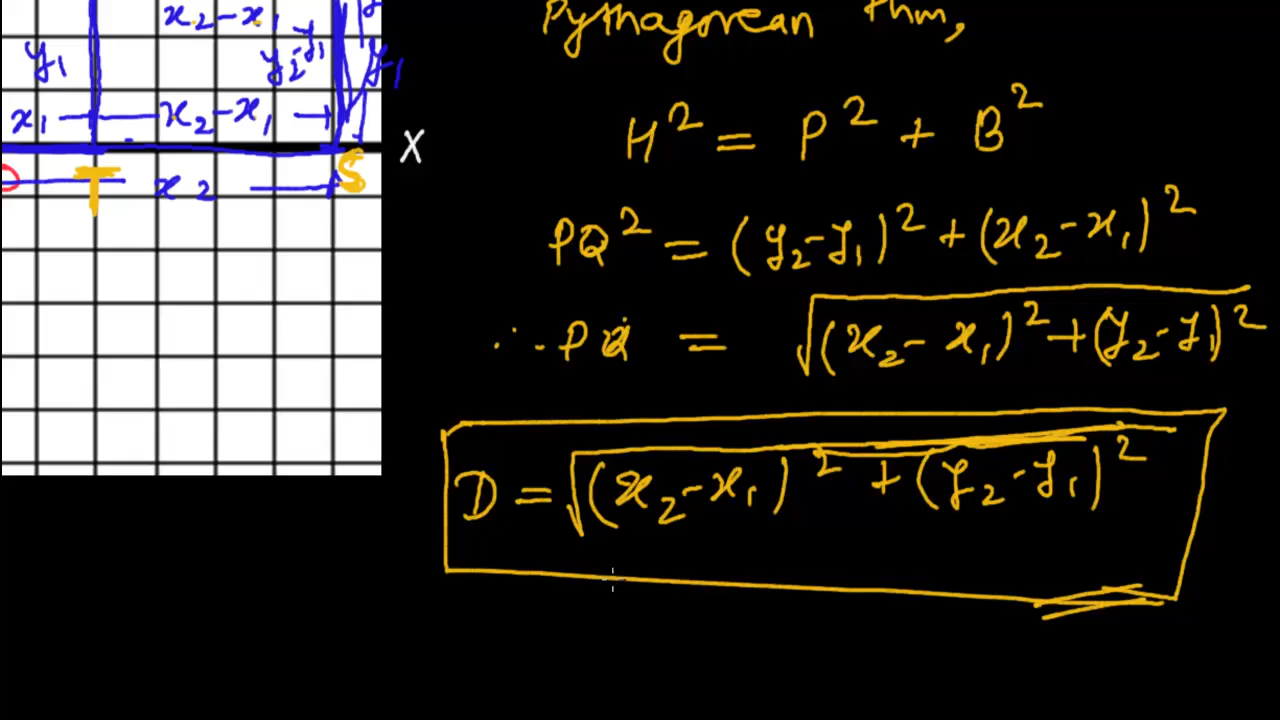 x₂-x₁
y₁ y₂-y₁ y₁
x₁ x₂-x₁
X
O T x₂ S
Pythagorean thm,
H² = P² + B²
PQ² = (y₂-y₁)² + (x₂-x₁)²
∴ PQ = √(x₂-x₁)²+(y₂-y₁)²
D = √(x₂-x₁)² + (y₂-y₁)²